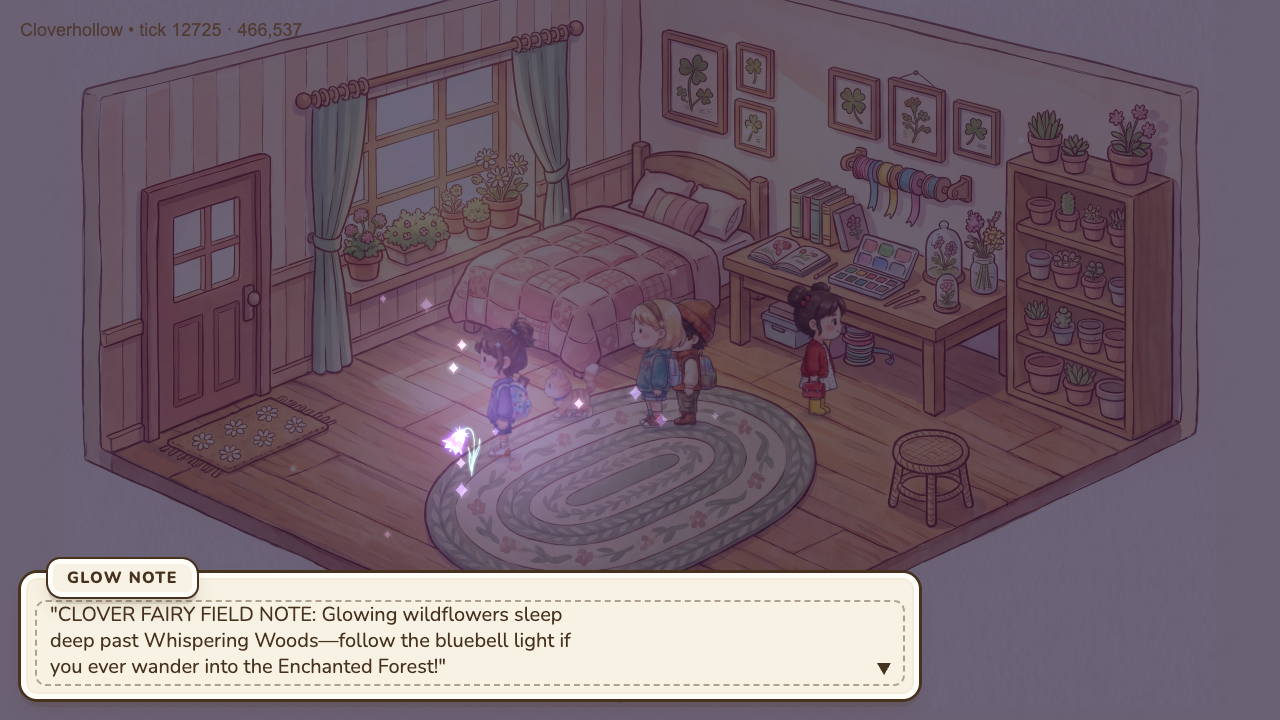 Cloverhollow • tick 12725 · 466,537
GLOW NOTE
"CLOVER FAIRY FIELD NOTE: Glowing wildflowers sleep
deep past Whispering Woods—follow the bluebell light if
you ever wander into the Enchanted Forest!"